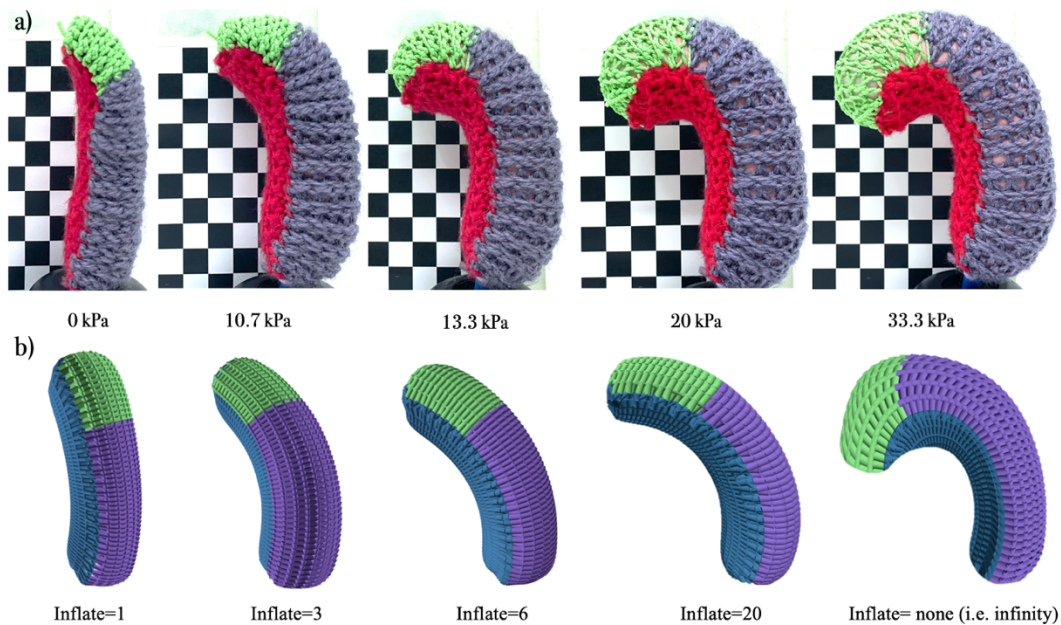 a)
0 kPa
10.7 kPa
13.3 kPa
20 kPa
33.3 kPa
b)
Inflate=1
Inflate=3
Inflate=6
Inflate=20
Inflate= none (i.e. infinity)